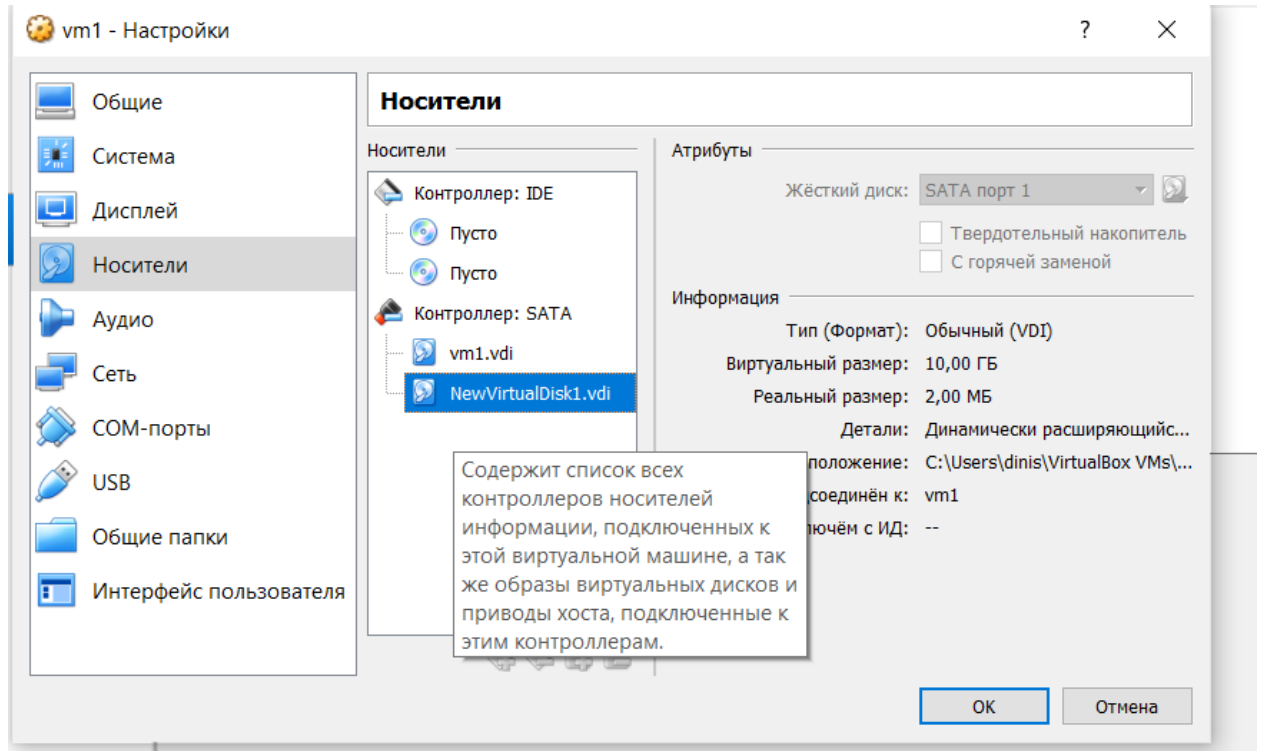 vm1 - Настройки
?
Общие
Система
Дисплей
Носители
Аудио
Сеть
COM-порты
USB
Общие папки
Интерфейс пользователя
Носители
Носители
Контроллер: IDE
Пусто
Пусто
Контроллер: SATA
vm1.vdi
NewVirtualDisk1.vdi
Содержит список всех
контроллеров носителей
информации, подключенных к
этой виртуальной машине, а так
же образы виртуальных дисков и
приводы хоста, подключенные к
этим контроллерам.
Атрибуты
Жёсткий диск: SATA порт 1
Твердотельный накопитель
С горячей заменой
Информация
Тип (Формат): Обычный (VDI)
Виртуальный размер: 10,00 ГБ
Реальный размер: 2,00 МБ
Детали: Динамически расширяющийс...
положение: C:\Users\dinis\VirtualBox VMs\...
соединён к: vm1
ючём с ИД: --
OK
Отмена